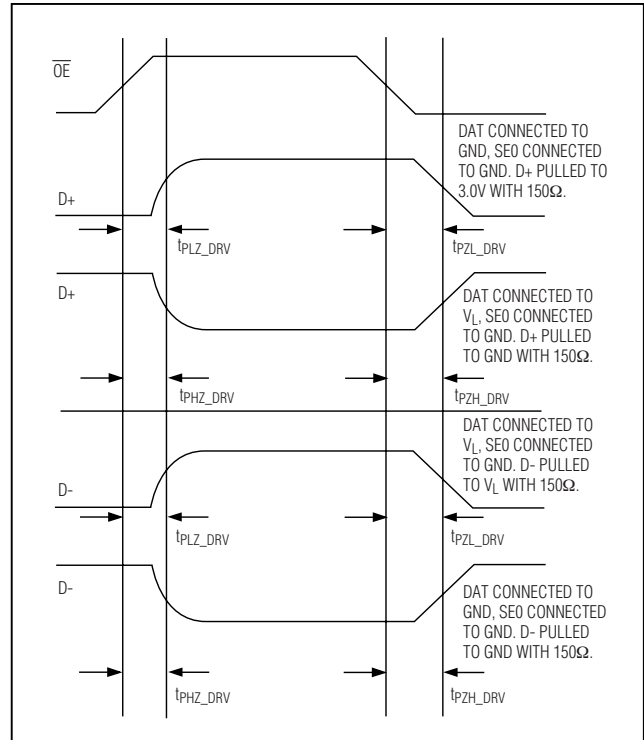 OE
DAT CONNECTED TO
GND, SE0 CONNECTED
TO GND. D+ PULLED TO
3.0V WITH 150Ω.
D+
tPLZ_DRV
tPZL_DRV
D+
DAT CONNECTED TO
VL, SE0 CONNECTED
TO GND. D+ PULLED
TO GND WITH 150Ω.
tPHZ_DRV
tPZH_DRV
DAT CONNECTED TO
VL, SE0 CONNECTED
TO GND. D- PULLED
TO VL WITH 150Ω.
D-
tPLZ_DRV
tPZL_DRV
D-
DAT CONNECTED TO
GND, SE0 CONNECTED
TO GND. D- PULLED
TO GND WITH 150Ω.
tPHZ_DRV
tPZH_DRV